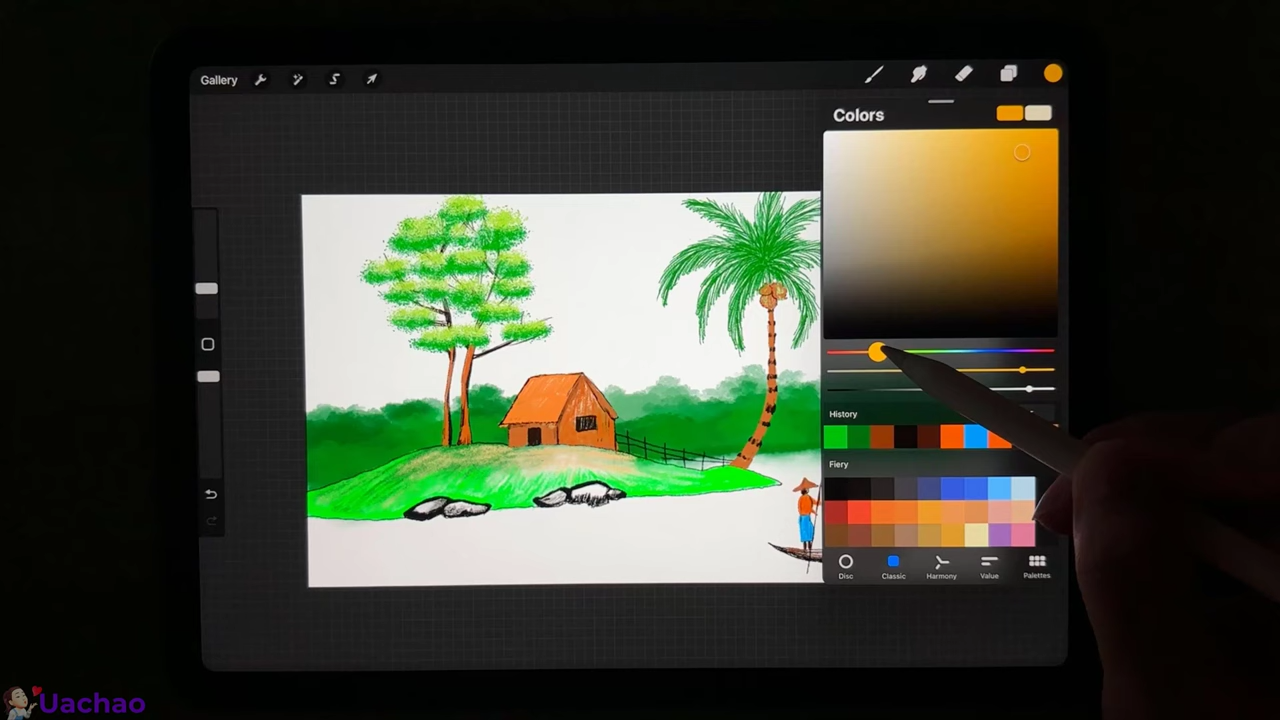 Gallery
Colors
History
Fiery
Disc
Classic
Harmony
Value
Palettes
Uachao